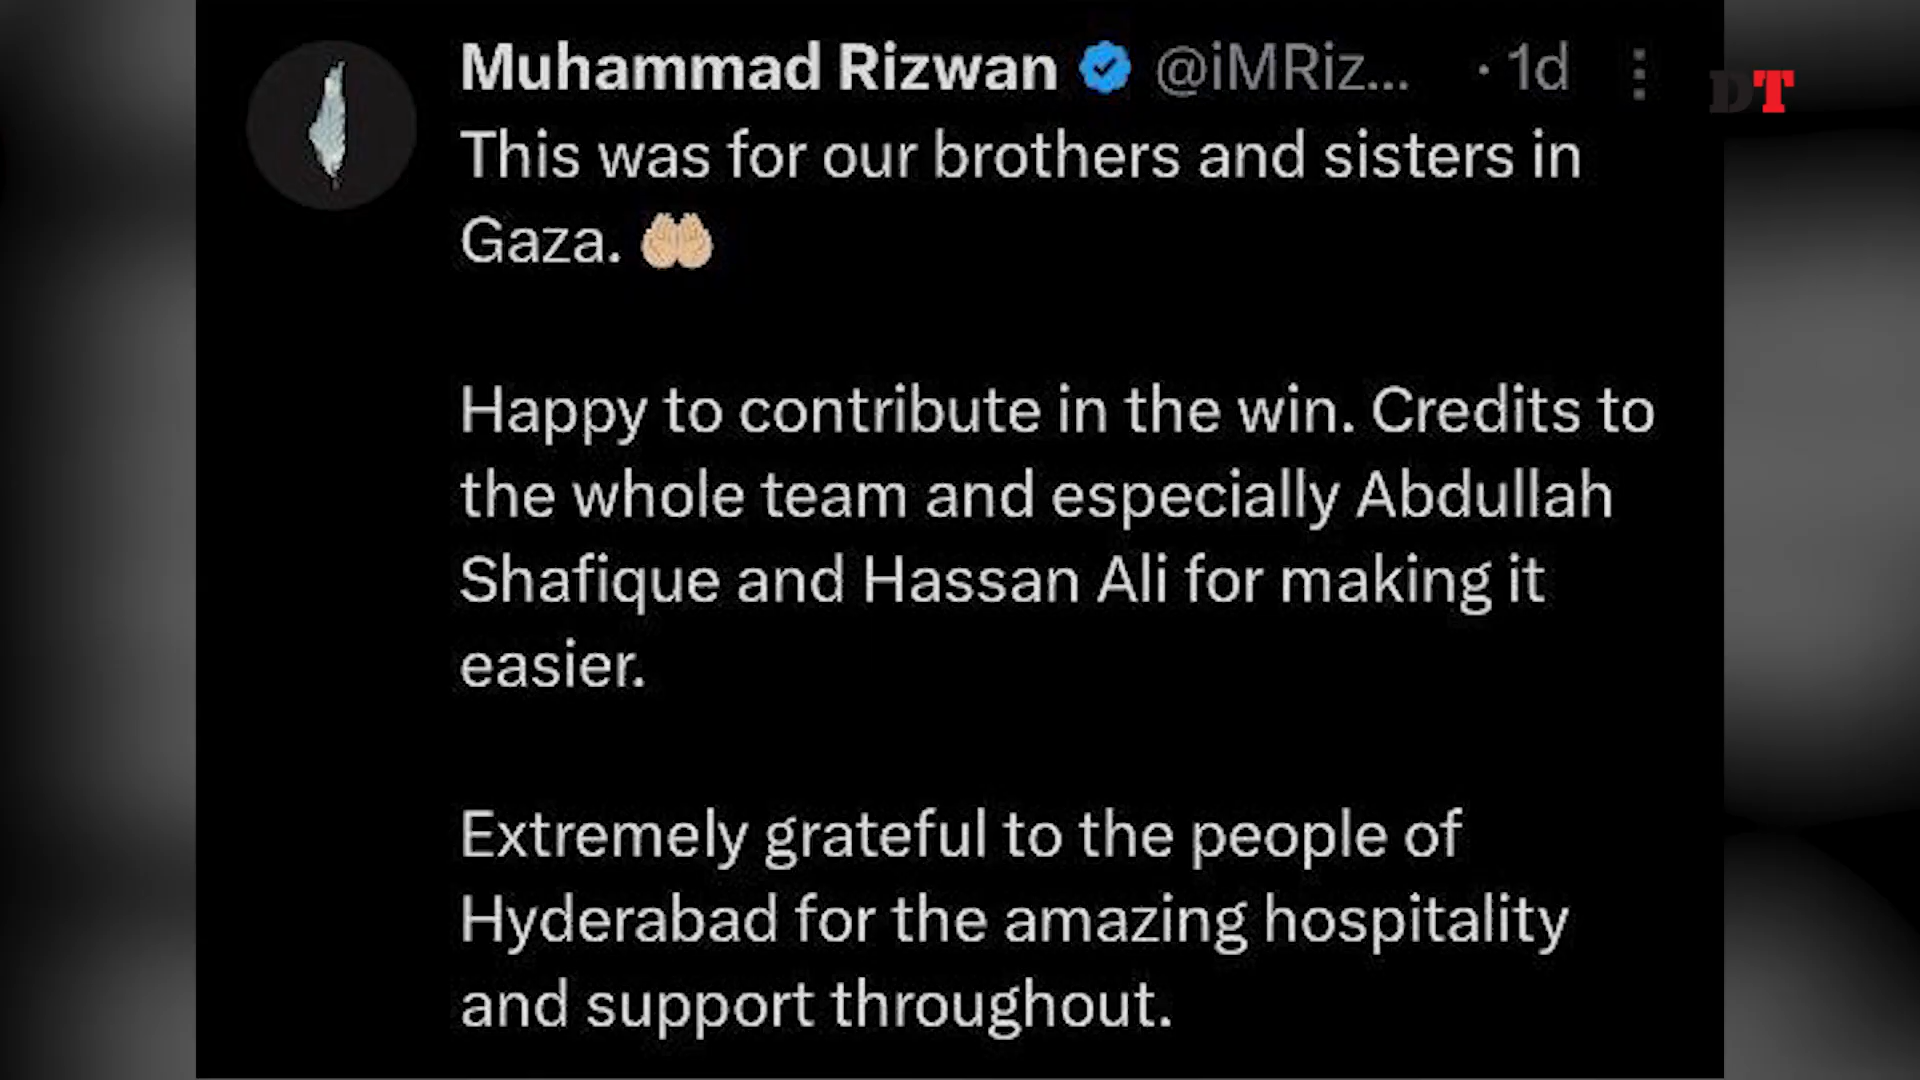 Muhammad Rizwan @iMRiz... · 1d
DT
This was for our brothers and sisters in
Gaza. 🤲🏼
Happy to contribute in the win. Credits to
the whole team and especially Abdullah
Shafique and Hassan Ali for making it
easier.
Extremely grateful to the people of
Hyderabad for the amazing hospitality
and support throughout.